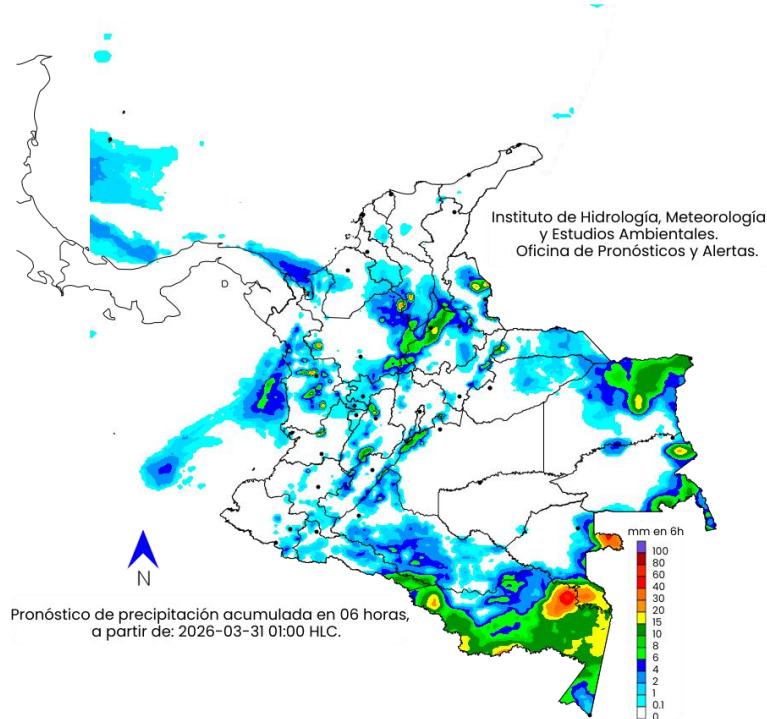 Instituto de Hidrología, Meteorología
y Estudios Ambientales.
Oficina de Pronósticos y Alertas.
N
Pronóstico de precipitación acumulada en 06 horas,
a partir de: 2026-03-31 01:00 HLC.
mm en 6h
100
80
60
40
30
20
15
10
8
6
4
2
1
0.1
0